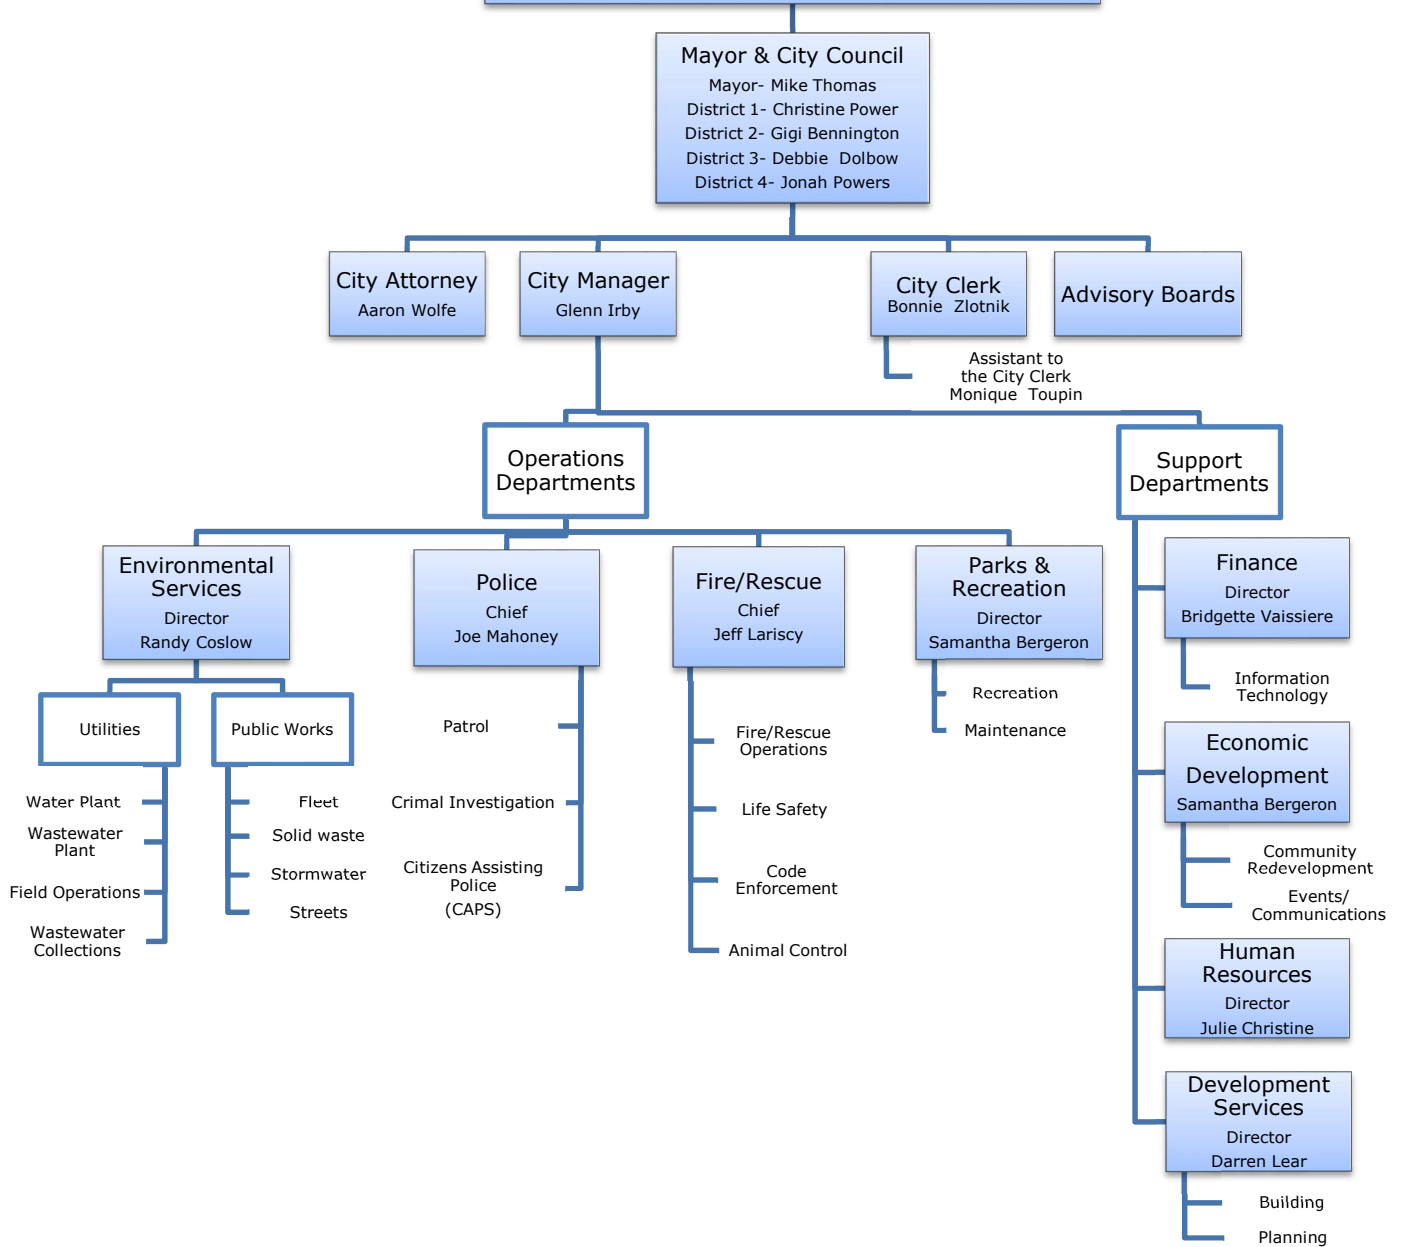 Mayor & City Council
Mayor- Mike Thomas
District 1- Christine Power
District 2- Gigi Bennington
District 3- Debbie Dolbow
District 4- Jonah Powers
City Attorney
Aaron Wolfe
City Manager
Glenn Irby
City Clerk
Bonnie Zlotnik
Advisory Boards
Assistant to
the City Clerk
Monique Toupin
Operations
Departments
Support
Departments
Environmental
Services
Director
Randy Coslow
Police
Chief
Joe Mahoney
Fire/Rescue
Chief
Jeff Lariscy
Parks &
Recreation
Director
Samantha Bergeron
Finance
Director
Bridgette Vaissiere
Information
Technology
Utilities
Public Works
Water Plant
Wastewater
Plant
Field Operations
Wastewater
Collections
Fleet
Solid waste
Stormwater
Streets
Patrol
Crimal Investigation
Citizens Assisting
Police
(CAPS)
Fire/Rescue
Operations
Life Safety
Code
Enforcement
Animal Control
Recreation
Maintenance
Economic
Development
Samantha Bergeron
Community
Redevelopment
Events/
Communications
Human
Resources
Director
Julie Christine
Development
Services
Director
Darren Lear
Building
Planning